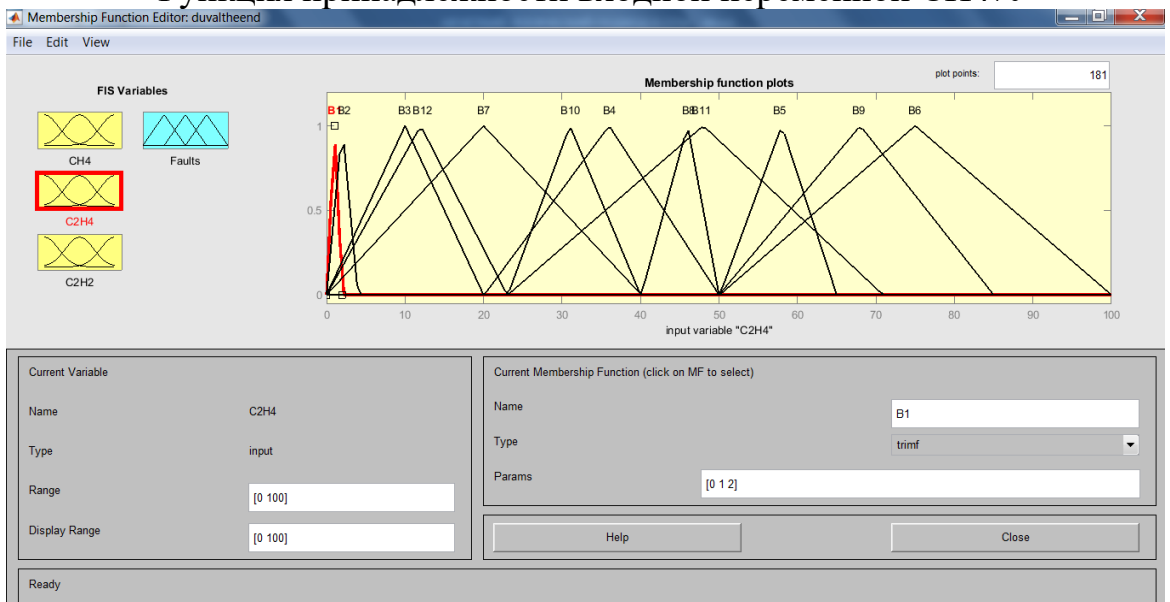 Membership Function Editor: duvaltheend
File Edit View
FIS Variables
CH4
Faults
C2H4
C2H2
Membership function plots
plot points:
181
B1 B2 B3 B12 B7 B10 B4 B8 B11 B5 B9 B6
1
0.5
0
0 10 20 30 40 50 60 70 80 90 100
input variable "C2H4"
Current Variable
Name C2H4
Type input
Range [0 100]
Display Range [0 100]
Current Membership Function (click on MF to select)
Name B1
Type trimf
Params [0 1 2]
Help Close
Ready